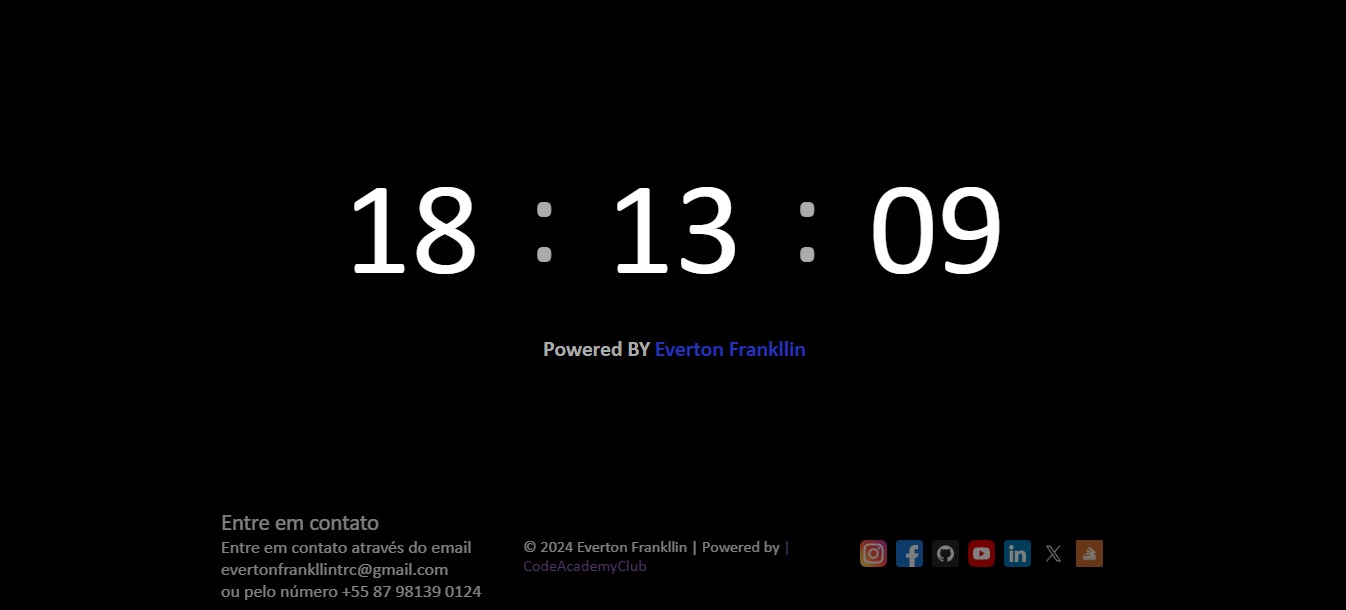 18 : 13 : 09
Powered BY Everton Frankllin
Entre em contato
Entre em contato através do email
evertonfrankllintrc@gmail.com
ou pelo número +55 87 98139 0124
© 2024 Everton Frankllin | Powered by |
CodeAcademyClub